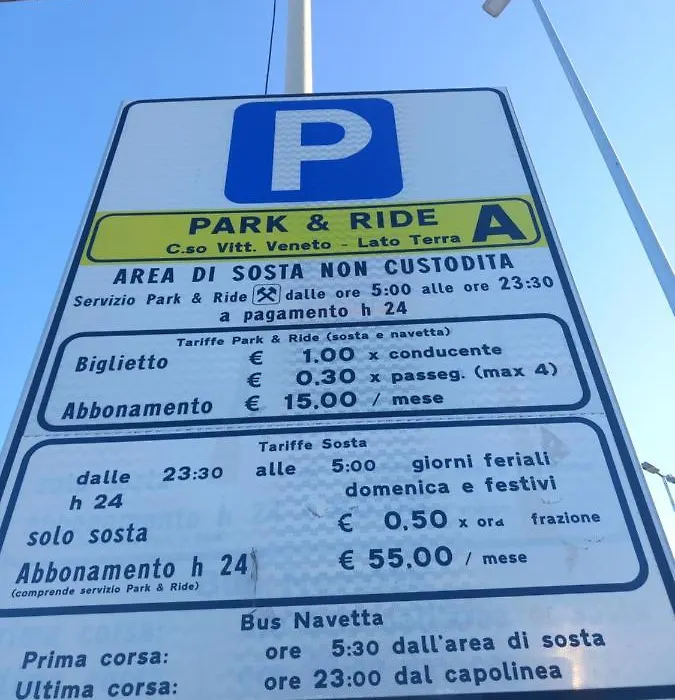 P
PARK & RIDE A
C.so Vitt. Veneto - Lato Terra
AREA DI SOSTA NON CUSTODITA
Servizio Park & Ride dalle ore 5:00 alle ore 23:30
a pagamento h 24
Tariffe Park & Ride (sosta e navetta)
Biglietto € 1.00 x conducente
€ 0.30 x passeg. (max 4)
Abbonamento € 15.00 / mese
Tariffe Sosta
dalle 23:30 alle 5:00 giorni feriali
h 24 domenica e festivi
solo sosta € 0.50 x ora frazione
Abbonamento h 24 € 55.00 / mese
(comprende servizio Park & Ride)
Bus Navetta
Prima corsa: ore 5:30 dall'area di sosta
Ultima corsa: ore 23:00 dal capolinea